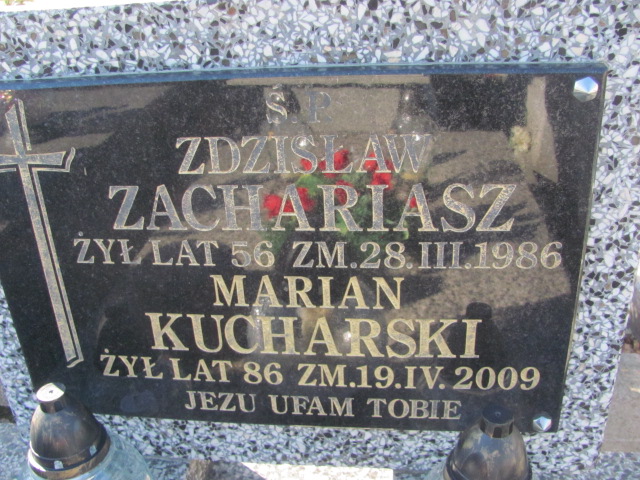 Ś.P.
ZDZISŁAW
ZACHARIASZ
ŻYŁ LAT 56 ZM.28.III.1986
MARIAN
KUCHARSKI
ŻYŁ LAT 86 ZM.19.IV.2009
JEZU UFAM TOBIE